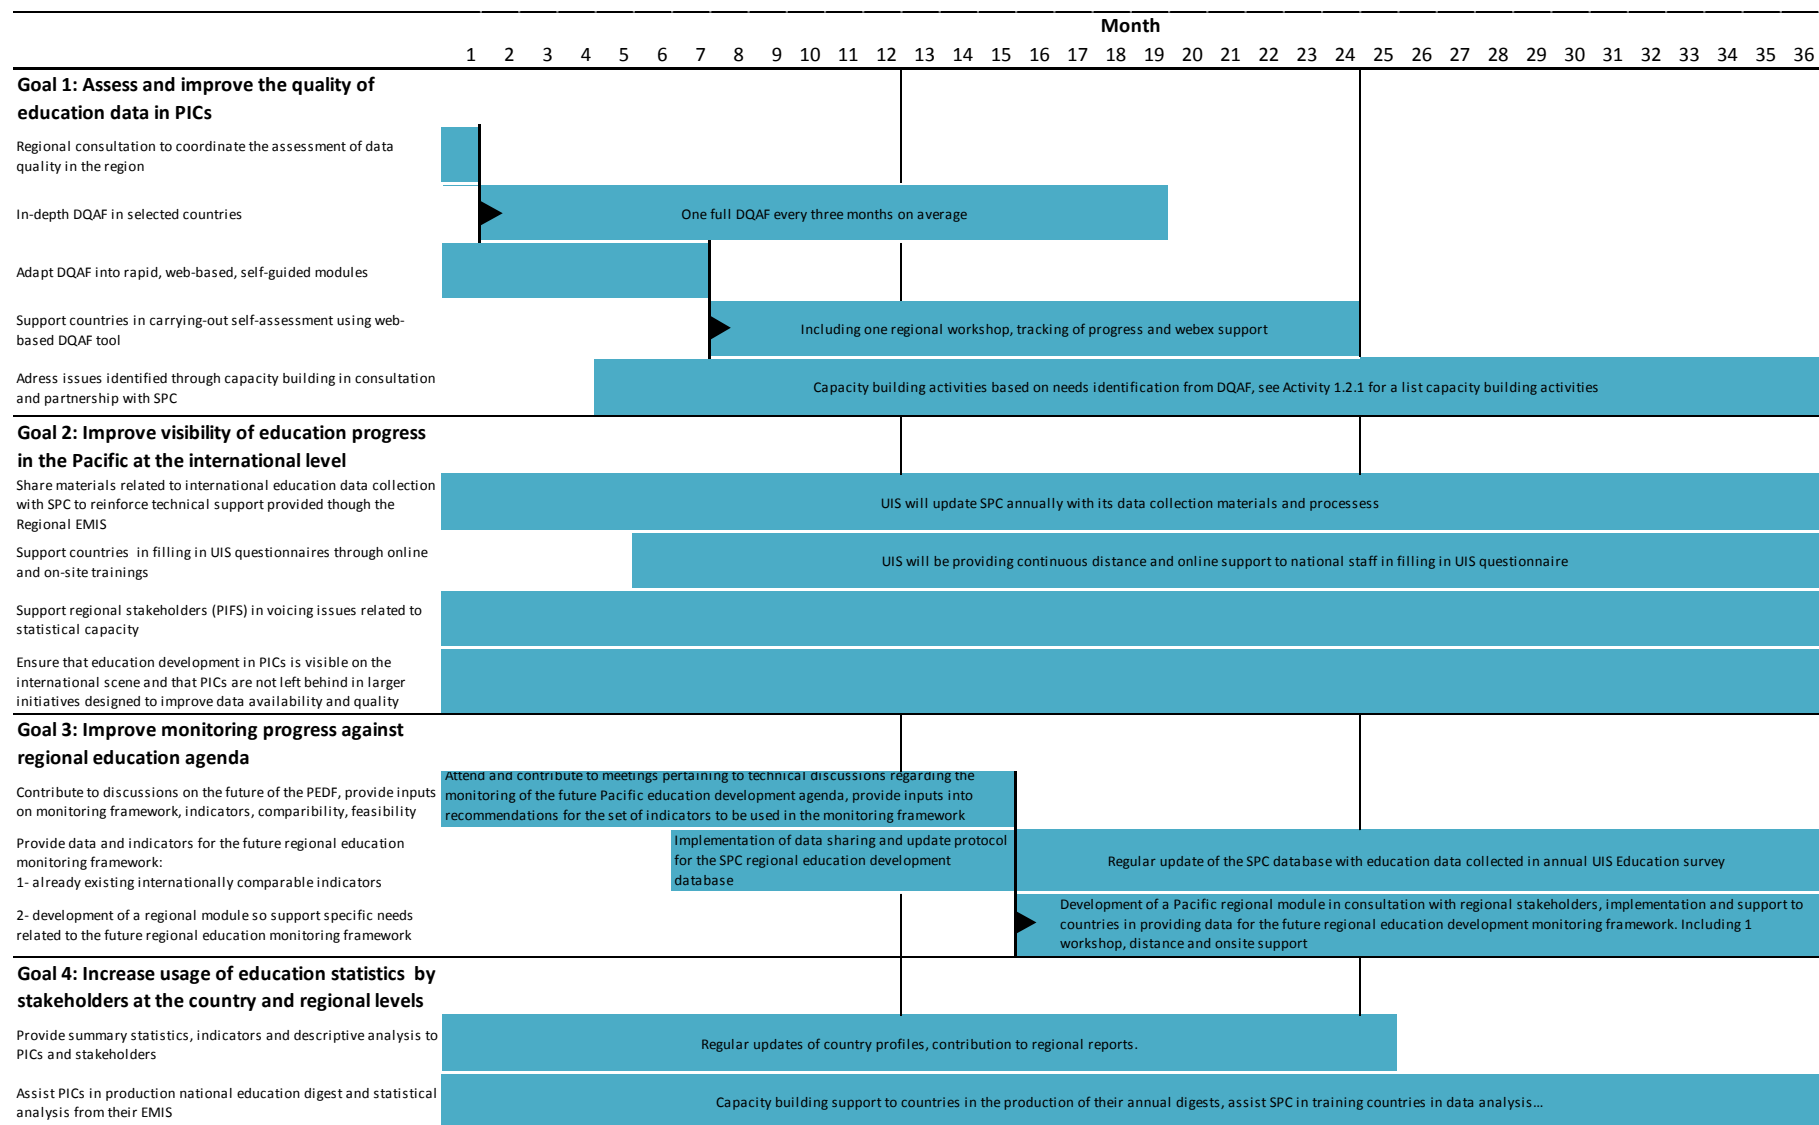 Month
1 2 3 4 5 6 7 8 9 10 11 12 13 14 15 16 17 18 19 20 21 22 23 24 25 26 27 28 29 30 31 32 33 34 35 36
Goal 1: Assess and improve the quality of
education data in PICs
Regional consultation to coordinate the assessment of data
quality in the region
In-depth DQAF in selected countries
One full DQAF every three months on average
Adapt DQAF into rapid, web-based, self-guided modules
Support countries in carrying-out self-assessment using web-
based DQAF tool
Including one regional workshop, tracking of progress and webex support
Adress issues identified through capacity building in consultation
and partnership with SPC
Capacity building activities based on needs identification from DQAF, see Activity 1.2.1 for a list capacity building activities
Goal 2: Improve visibility of education progress
in the Pacific at the international level
Share materials related to international education data collection
with SPC to reinforce technical support provided though the
Regional EMIS
UIS will update SPC annually with its data collection materials and processess
Support countries in filling in UIS questionnaires through online
and on-site trainings
UIS will be providing continuous distance and online support to national staff in filling in UIS questionnaire
Support regional stakeholders (PIFS) in voicing issues related to
statistical capacity
Ensure that education development in PICs is visible on the
international scene and that PICs are not left behind in larger
initiatives designed to improve data availability and quality
Goal 3: Improve monitoring progress against
regional education agenda
Contribute to discussions on the future of the PEDF, provide inputs
on monitoring framework, indicators, comparibility, feasibility
Attend and contribute to meetings pertaining to technical discussions regarding the
monitoring of the future Pacific education development agenda, provide inputs into
recommendations for the set of indicators to be used in the monitoring framework
Provide data and indicators for the future regional education
monitoring framework:
1- already existing internationally comparable indicators
Implementation of data sharing and update protocol
for the SPC regional education development
database
Regular update of the SPC database with education data collected in annual UIS Education survey
2- development of a regional module so support specific needs
related to the future regional education monitoring framework
Development of a Pacific regional module in consultation with regional stakeholders, implementation and support to
countries in providing data for the future regional education development monitoring framework. Including 1
workshop, distance and onsite support
Goal 4: Increase usage of education statistics by
stakeholders at the country and regional levels
Provide summary statistics, indicators and descriptive analysis to
PICs and stakeholders
Regular updates of country profiles, contribution to regional reports.
Assist PICs in production national education digest and statistical
analysis from their EMIS
Capacity building support to countries in the production of their annual digests, assist SPC in training countries in data analysis...